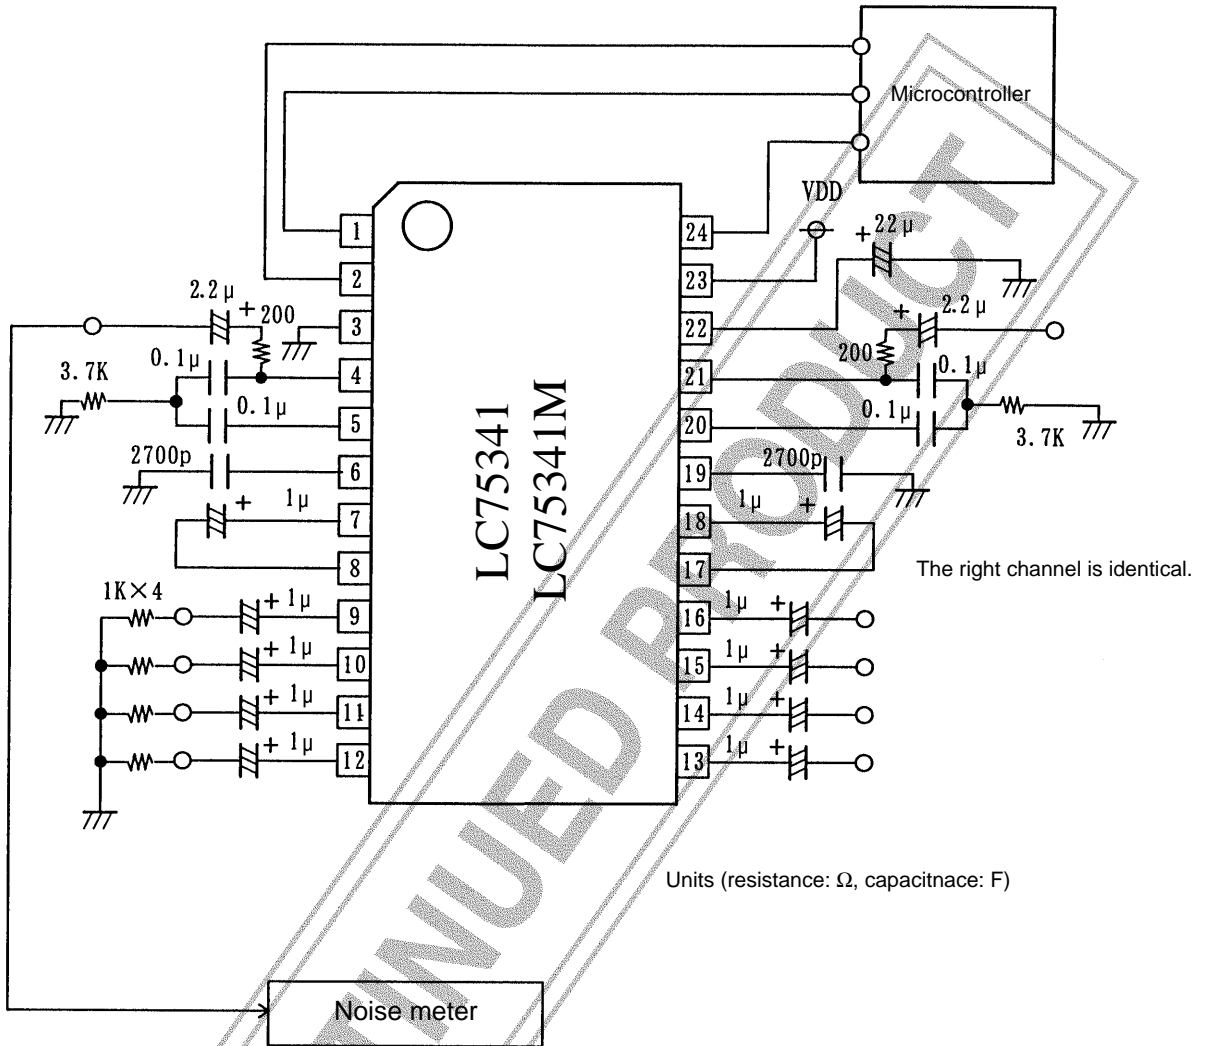 Microcontroller
VDD
1
24
+ 22μ
2
23
2.2μ
+ 200
3
22
+ 2.2μ
200
3.7K
0.1μ
4
21
0.1μ
0.1μ
5
20
0.1μ
3.7K
2700p
6
19
2700p
+ 1μ
7
18
1μ +
8
17
The right channel is identical.
LC75341
LC75341M
1K×4
+ 1μ
9
16
1μ +
+ 1μ
10
15
1μ +
+ 1μ
11
14
1μ +
+ 1μ
12
13
1μ +
Units (resistance: Ω, capacitnace: F)
Noise meter
TINUED PRODUCT